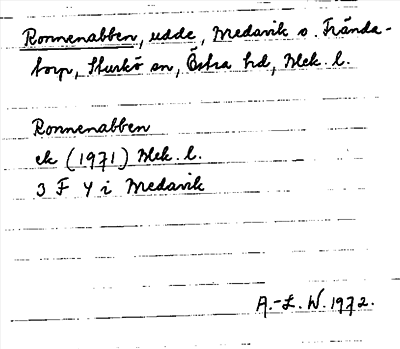 Ronnenabben, udde, Medavik s. Frända-
torp, Sturkö sn, Östra hd, Blek. l.
Ronnenabben
ek (1971) Blek. l.
3 F 4 i Medavik
A.-L. W. 1972.